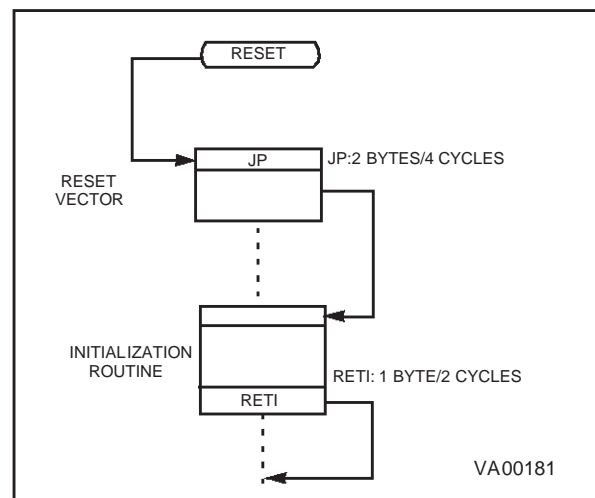 RESET
JP
JP:2 BYTES/4 CYCLES
RESET
VECTOR
INITIALIZATION
ROUTINE
RETI: 1 BYTE/2 CYCLES
RETI
VA00181